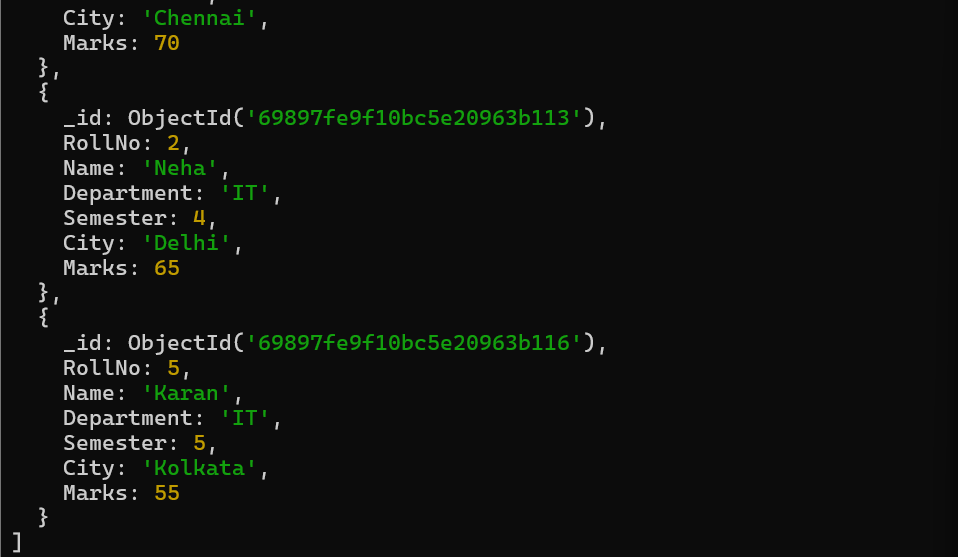 City: 'Chennai',
Marks: 70
},
{
_id: ObjectId('69897fe9f10bc5e20963b113'),
RollNo: 2,
Name: 'Neha',
Department: 'IT',
Semester: 4,
City: 'Delhi',
Marks: 65
},
{
_id: ObjectId('69897fe9f10bc5e20963b116'),
RollNo: 5,
Name: 'Karan',
Department: 'IT',
Semester: 5,
City: 'Kolkata',
Marks: 55
}
]